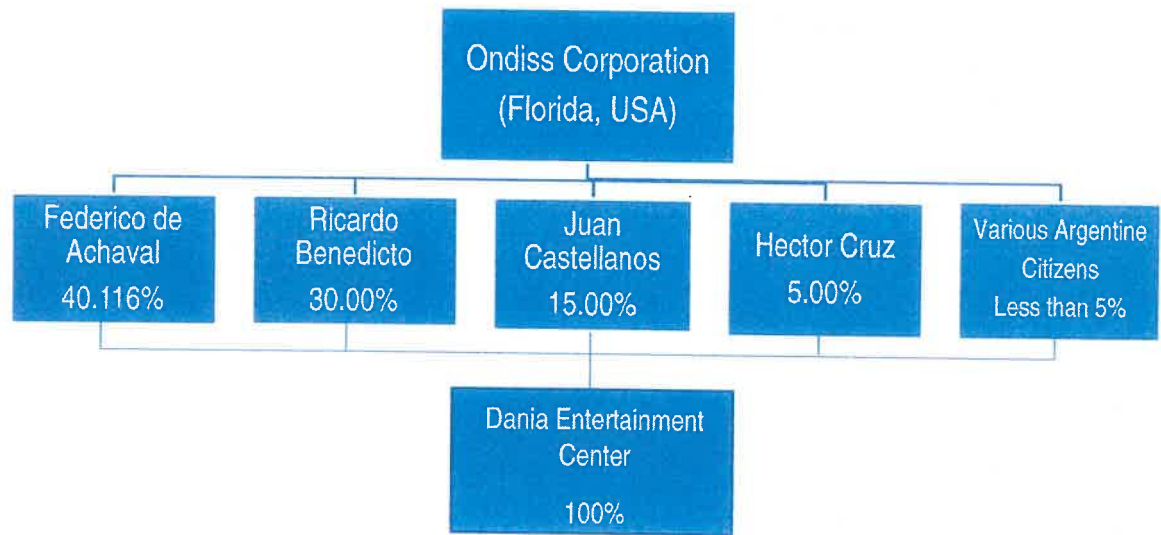 Ondiss Corporation
(Florida, USA)
Federico de
Achaval
40.116%
Ricardo
Benedicto
30.00%
Juan
Castellanos
15.00%
Hector Cruz
5.00%
Various Argentine
Citizens
Less than 5%
Dania Entertainment
Center
100%